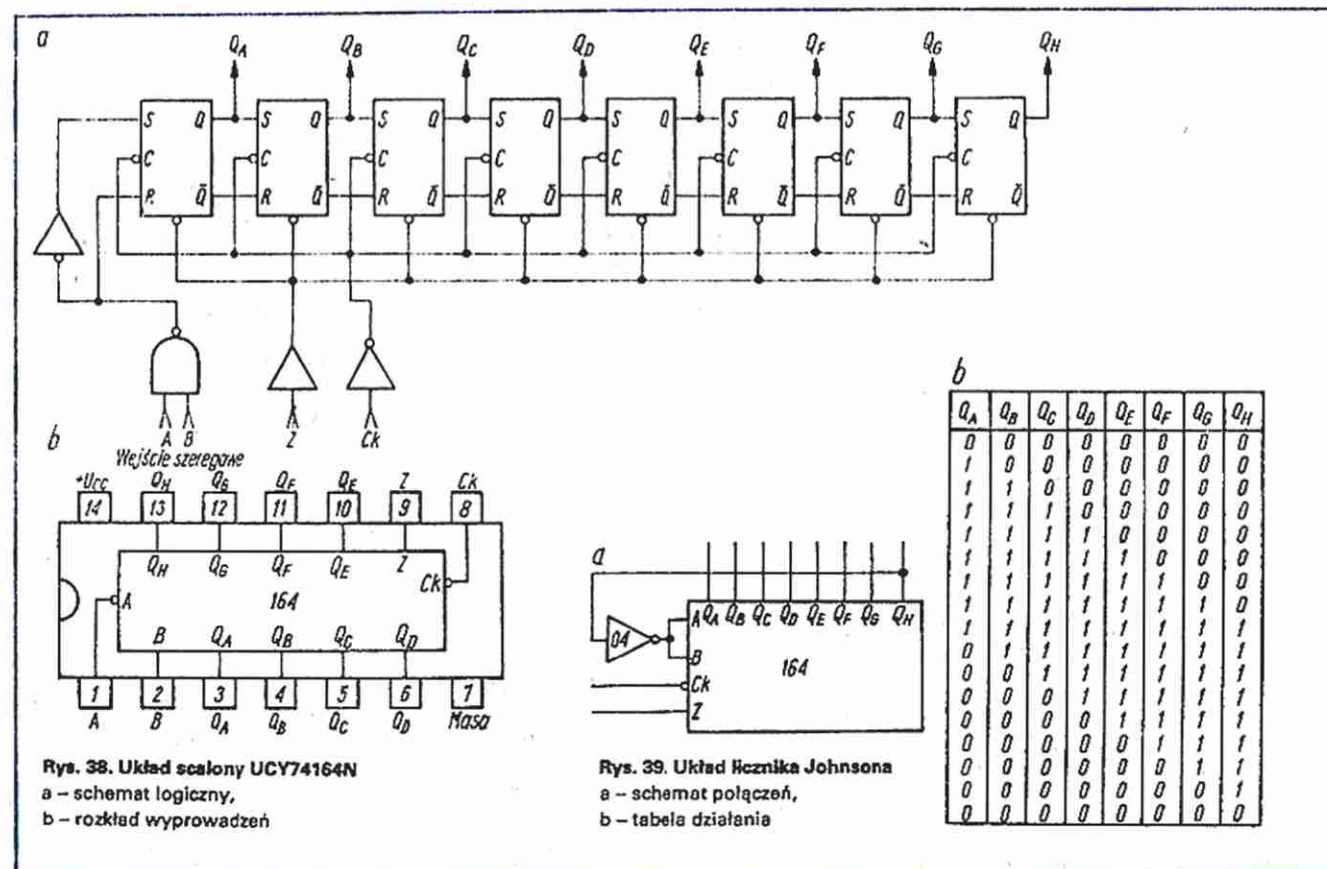 a
Q_A Q_B Q_C Q_D Q_E Q_F Q_G Q_H
S Q S Q S Q S Q S Q S Q S Q S Q
C C C C C C C C
R Q̄ R Q̄ R Q̄ R Q̄ R Q̄ R Q̄ R Q̄ R Q̄
A B Z Ck
Wejście szeregowe
b
+Ucc Q_H Q_G Q_F Q_E Z Ck
14 13 12 11 10 9 8
Q_H Q_G Q_F Q_E Z
Ck
A
164
B Q_A Q_B Q_C Q_D
1 2 3 4 5 6 7
A B Q_A Q_B Q_C Q_D Masa
Rys. 38. Układ scalony UCY74164N
a – schemat logiczny,
b – rozkład wyprowadzeń
a
A Q_A Q_B Q_C Q_D Q_E Q_F Q_G Q_H
04
B
164
Ck
Z
Rys. 39. Układ licznika Johnsona
a – schemat połączeń,
b – tabela działania
b
Q_A Q_B Q_C Q_D Q_E Q_F Q_G Q_H
0 0 0 0 0 0 0 0
1 0 0 0 0 0 0 0
1 1 0 0 0 0 0 0
1 1 1 0 0 0 0 0
1 1 1 1 0 0 0 0
1 1 1 1 1 0 0 0
1 1 1 1 1 1 0 0
1 1 1 1 1 1 1 0
1 1 1 1 1 1 1 1
0 1 1 1 1 1 1 1
0 0 1 1 1 1 1 1
0 0 0 1 1 1 1 1
0 0 0 0 1 1 1 1
0 0 0 0 0 1 1 1
0 0 0 0 0 0 1 1
0 0 0 0 0 0 0 1
0 0 0 0 0 0 0 0